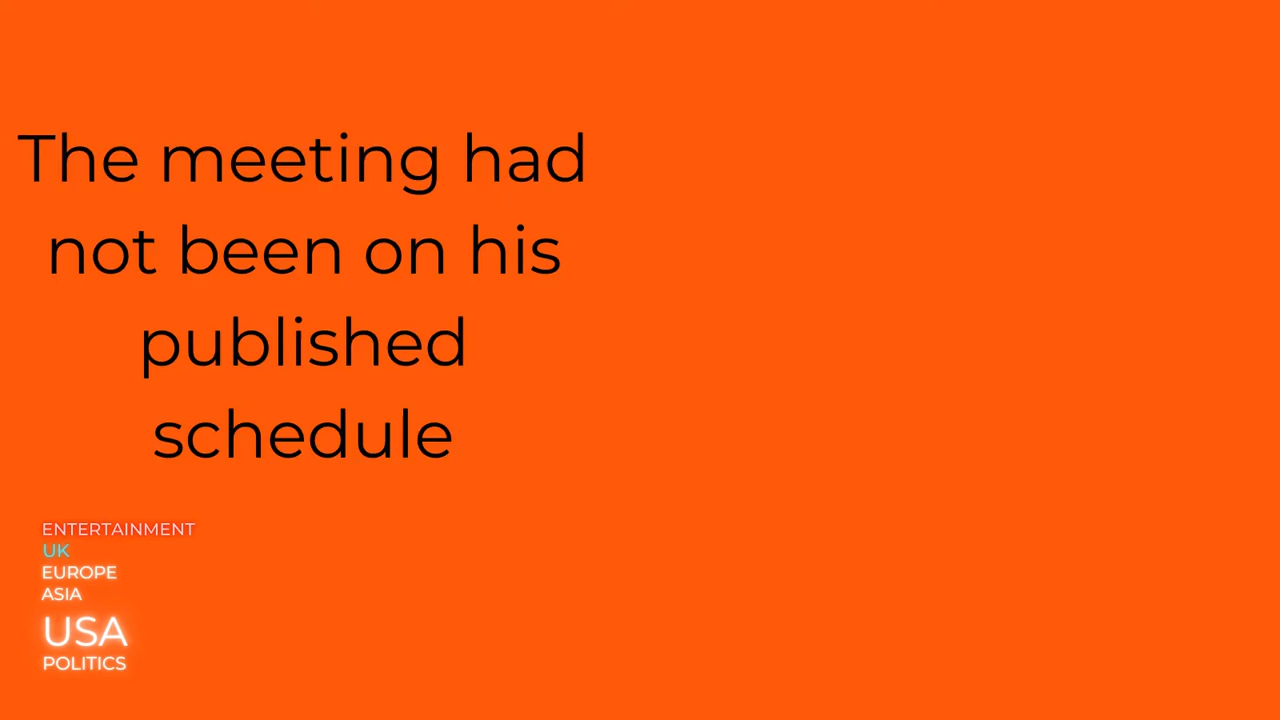 The meeting had
not been on his
published
schedule
ENTERTAINMENT
UK
EUROPE
ASIA
USA
POLITICS